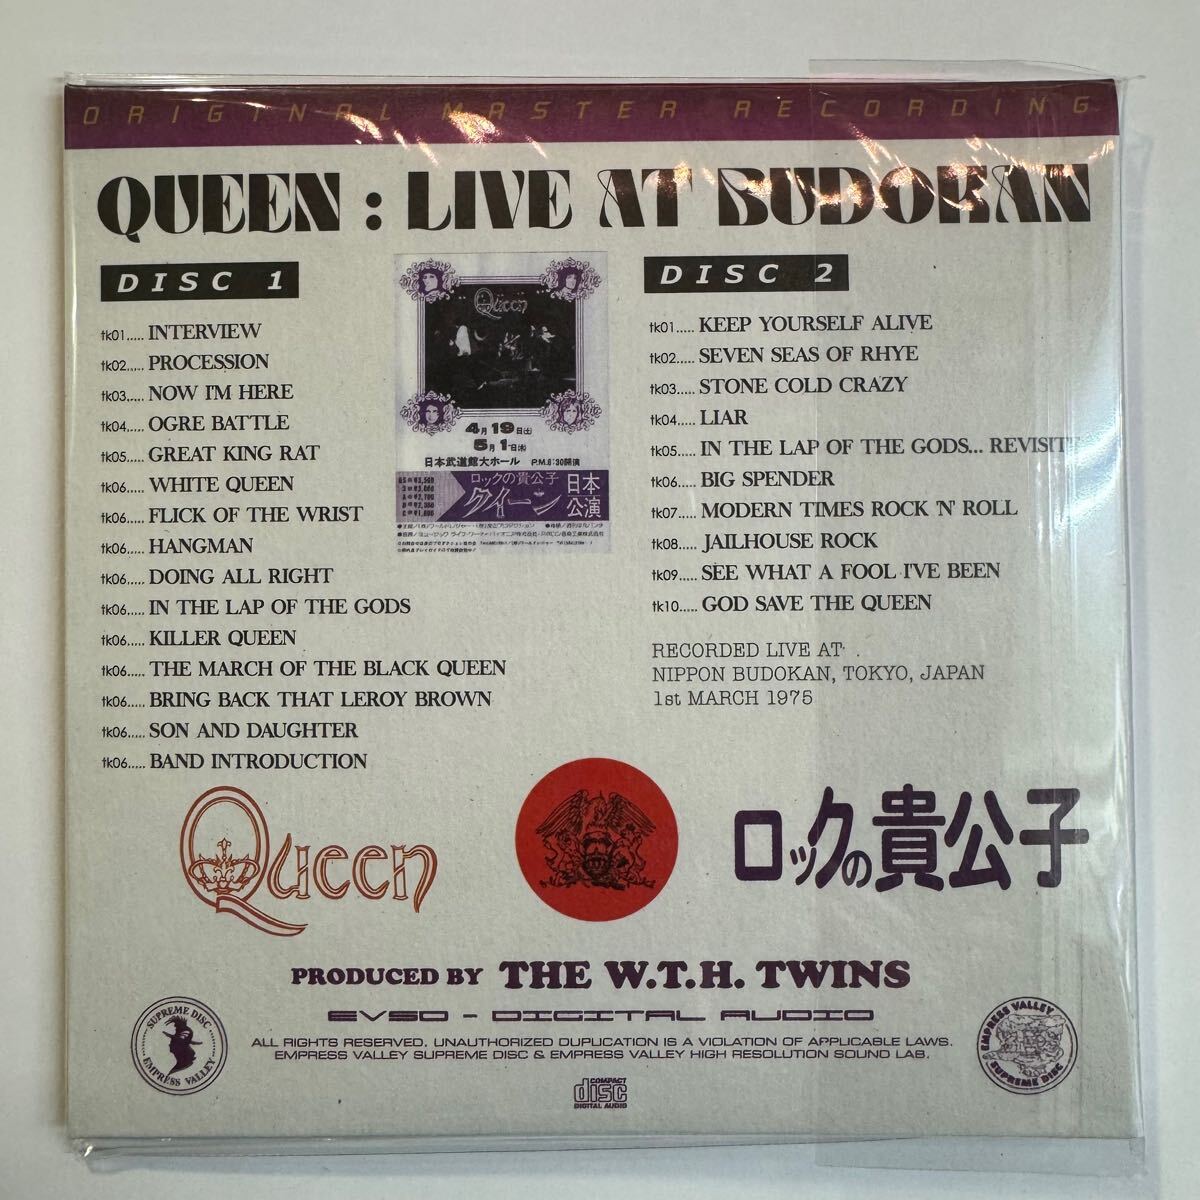 ORIGINAL MASTER RECORDING
QUEEN : LIVE AT BUDOKAN
DISC 1
tk01..... INTERVIEW
tk02..... PROCESSION
tk03..... NOW I'M HERE
tk04..... OGRE BATTLE
tk05..... GREAT KING RAT
tk06..... WHITE QUEEN
tk06..... FLICK OF THE WRIST
tk06..... HANGMAN
tk06..... DOING ALL RIGHT
tk06..... IN THE LAP OF THE GODS
tk06..... KILLER QUEEN
tk06..... THE MARCH OF THE BLACK QUEEN
tk06..... BRING BACK THAT LEROY BROWN
tk06..... SON AND DAUGHTER
tk06..... BAND INTRODUCTION
Queen
4月19日(土)
5月1日(木)
日本武道館大ホール P.M.6:30開演
ロックの貴公子
クイーン
日本
公演
DISC 2
tk01..... KEEP YOURSELF ALIVE
tk02..... SEVEN SEAS OF RHYE
tk03..... STONE COLD CRAZY
tk04..... LIAR
tk05..... IN THE LAP OF THE GODS... REVISIT
tk06..... BIG SPENDER
tk07..... MODERN TIMES ROCK 'N' ROLL
tk08..... JAILHOUSE ROCK
tk09..... SEE WHAT A FOOL I'VE BEEN
tk10..... GOD SAVE THE QUEEN
RECORDED LIVE AT
NIPPON BUDOKAN, TOKYO, JAPAN
1st MARCH 1975
Queen
ロックの貴公子
PRODUCED BY THE W.T.H. TWINS
EVSD - DIGITAL AUDIO
ALL RIGHTS RESERVED. UNAUTHORIZED DUPLICATION IS A VIOLATION OF APPLICABLE LAWS.
EMPRESS VALLEY SUPREME DISC & EMPRESS VALLEY HIGH RESOLUTION SOUND LAB.
SUPREME DISC
EMPRESS VALLEY
EMPRESS VALLEY
SUPREME DISC
COMPACT
disc
DIGITAL AUDIO